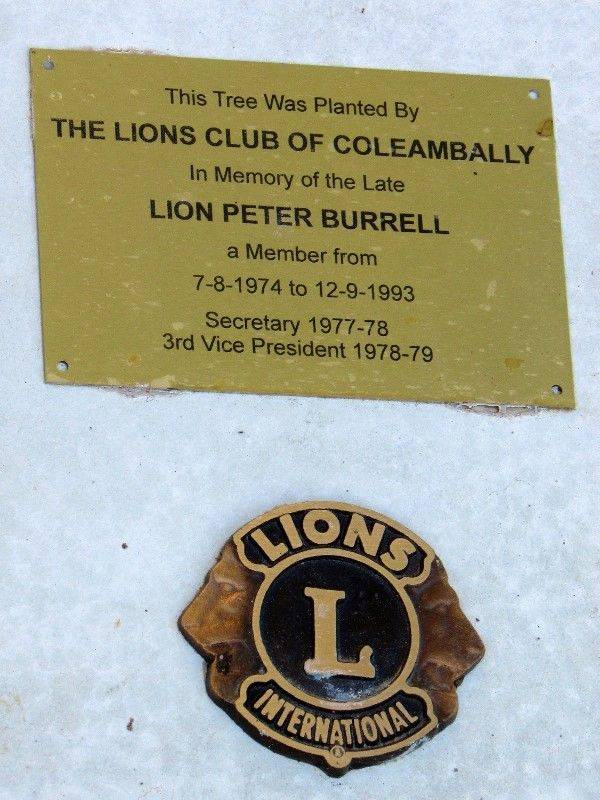 This Tree Was Planted By
THE LIONS CLUB OF COLEAMBALLY
In Memory of the Late
LION PETER BURRELL
a Member from
7-8-1974 to 12-9-1993
Secretary 1977-78
3rd Vice President 1978-79
LIONS
L
INTERNATIONAL